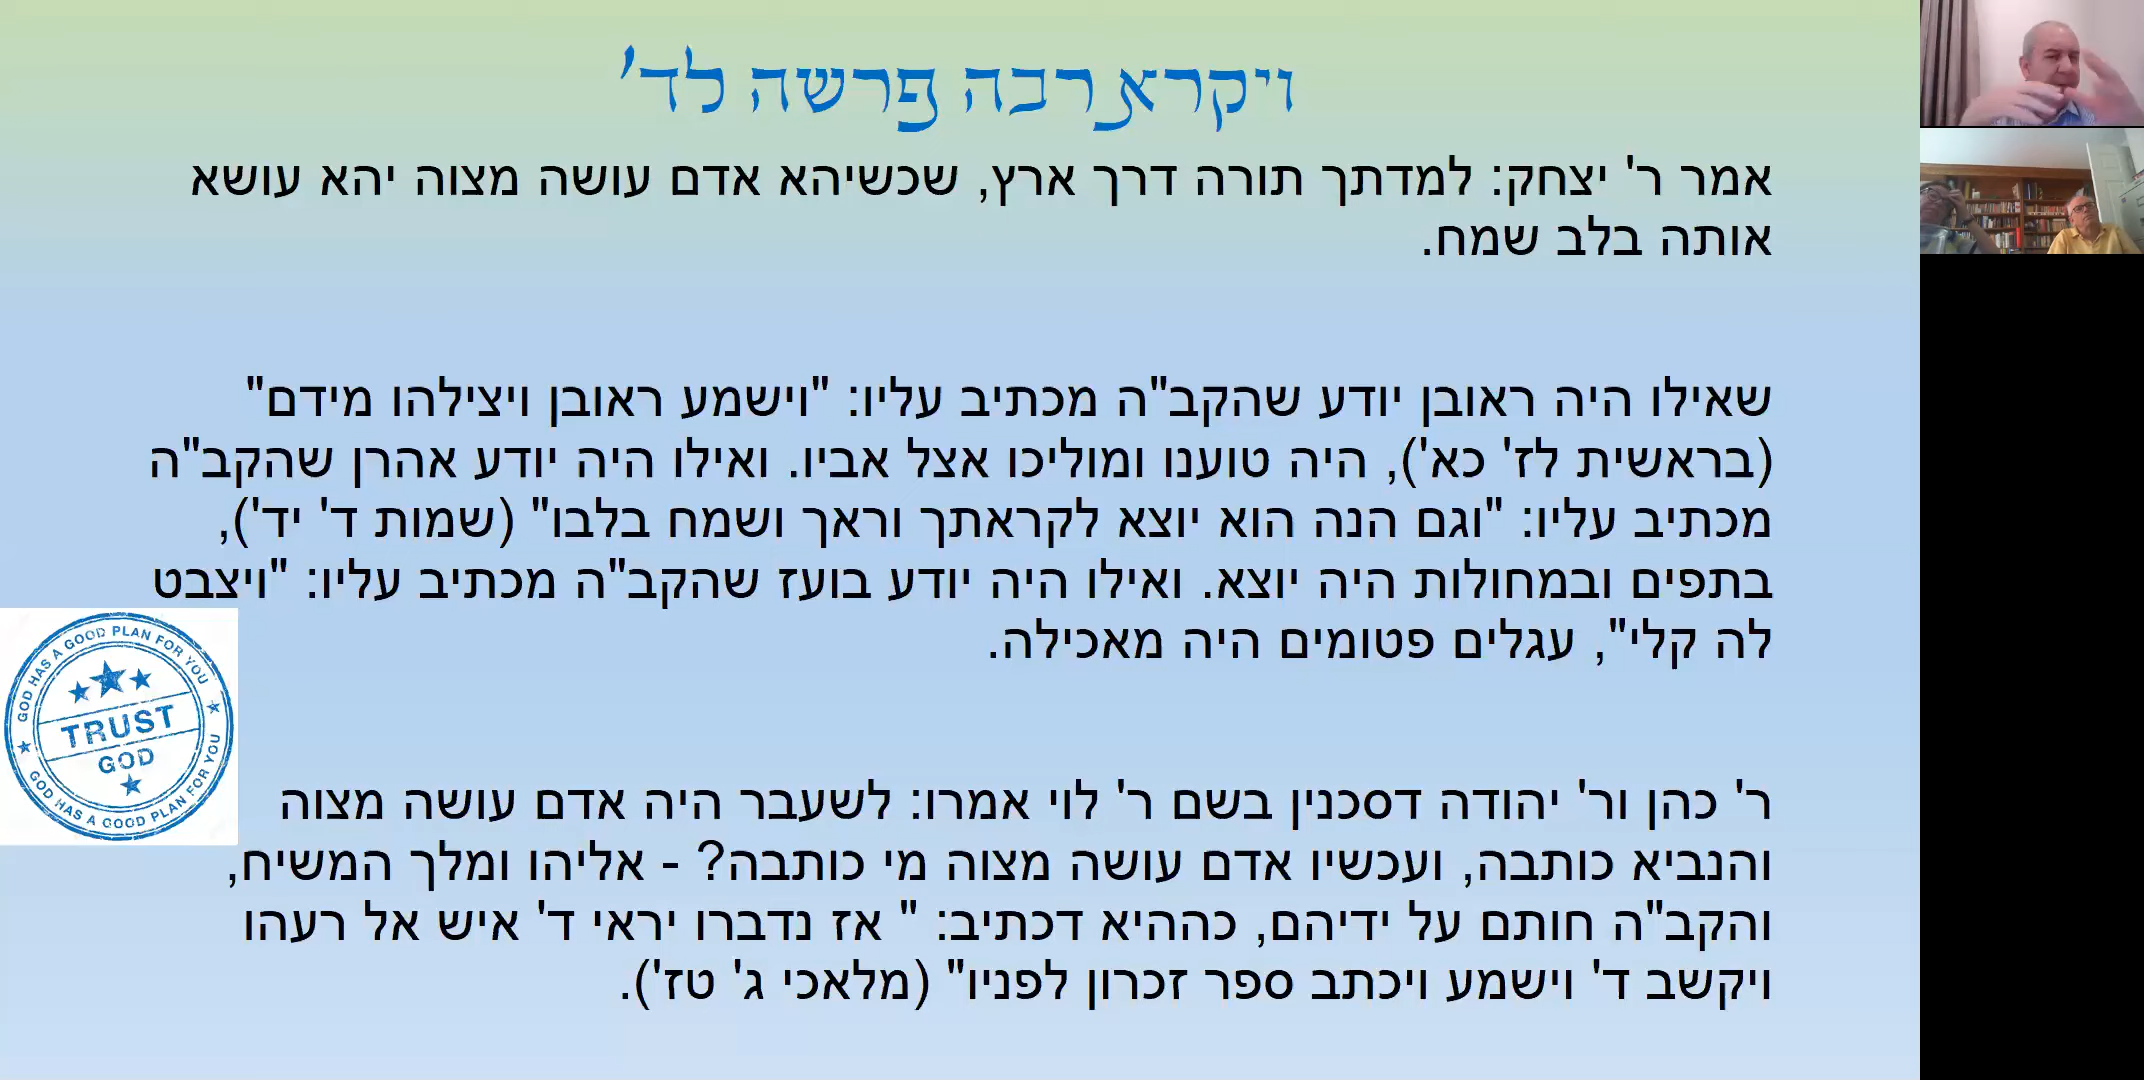 ויקרא רבה פרשה לד'
אמר ר' יצחק: למדתך תורה דרך ארץ, שכשיהא אדם עושה מצוה יהא עושא
אותה בלב שמח.
שאילו היה ראובן יודע שהקב"ה מכתיב עליו: "וישמע ראובן ויצילהו מידם"
(בראשית לז' כא'), היה טוענו ומוליכו אצל אביו. ואילו היה יודע אהרן שהקב"ה
מכתיב עליו: "וגם הנה הוא יוצא לקראתך וראך ושמח בלבו" (שמות ד' יד'),
בתפים ובמחולות היה יוצא. ואילו היה יודע בועז שהקב"ה מכתיב עליו: "ויצבט
לה קלי", עגלים פטומים היה מאכילה.
ר' כהן ור' יהודה דסכנין בשם ר' לוי אמרו: לשעבר היה אדם עושה מצוה
והנביא כותבה, ועכשיו אדם עושה מצוה מי כותבה? - אליהו ומלך המשיח,
והקב"ה חותם על ידיהם, כההיא דכתיב: " אז נדברו יראי ד' איש אל רעהו
ויקשב ד' וישמע ויכתב ספר זכרון לפניו" (מלאכי ג' טז').
GOD HAS A GOOD PLAN FOR YOU
TRUST
GOD
GOD HAS A GOOD PLAN FOR YOU